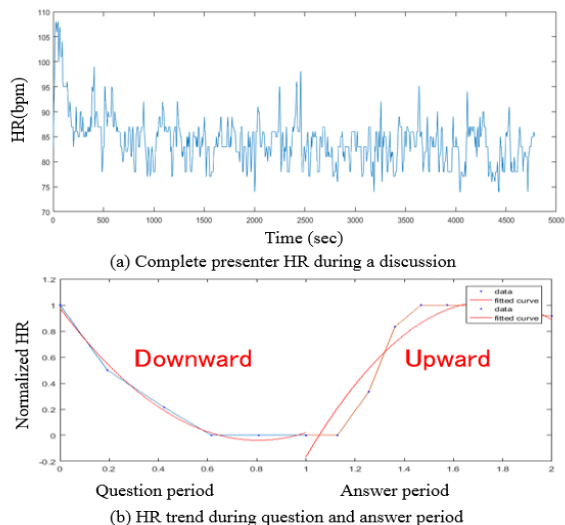 110
105
100
95
90
85
80
75
70
HR(bpm)
0 500 1000 1500 2000 2500 3000 3500 4000 4500 5000
Time (sec)
(a) Complete presenter HR during a discussion
1.2
1
0.8
0.6
0.4
0.2
0
-0.2
Normalized HR
data
fitted curve
data
fitted curve
Downward Upward
0 0.2 0.4 0.6 0.8 1 1.2 1.4 1.6 1.8 2
Question period Answer period
(b) HR trend during question and answer period